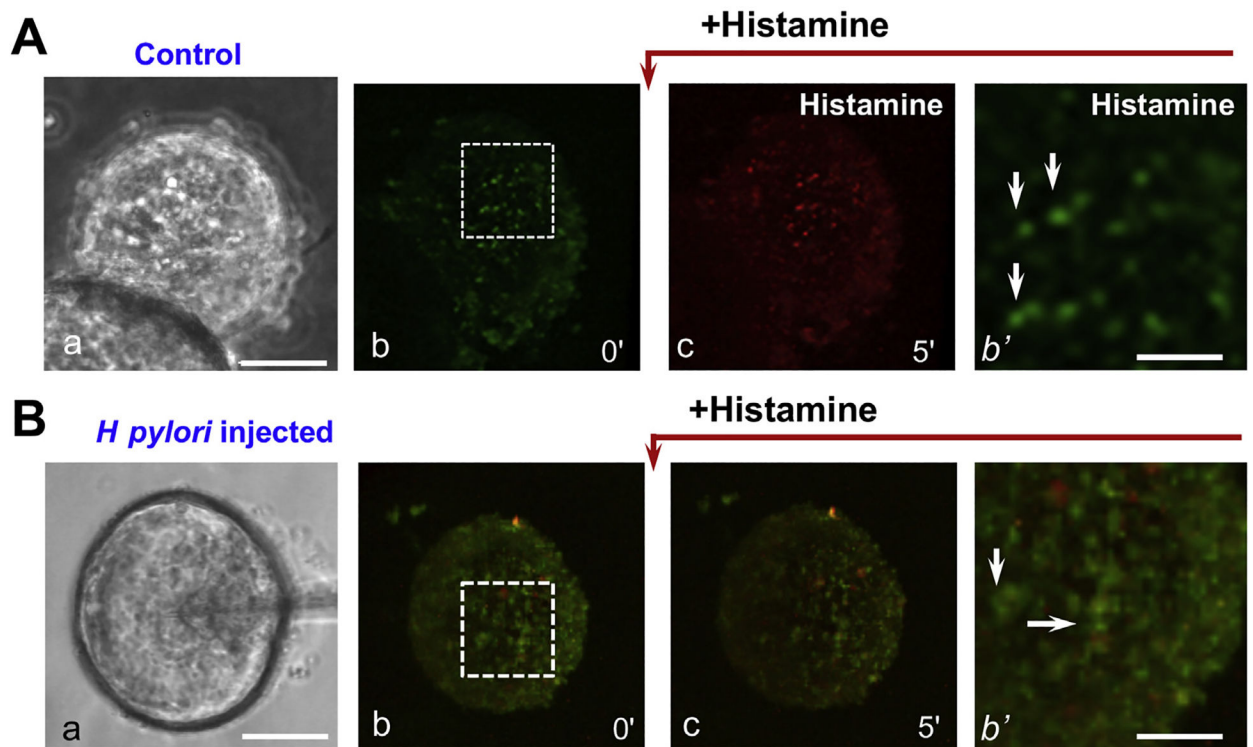 A
Control
+Histamine
a
b
0'
Histamine
c
5'
Histamine
b’
B
H pylori injected
+Histamine
a
b
0'
c
5'
b’